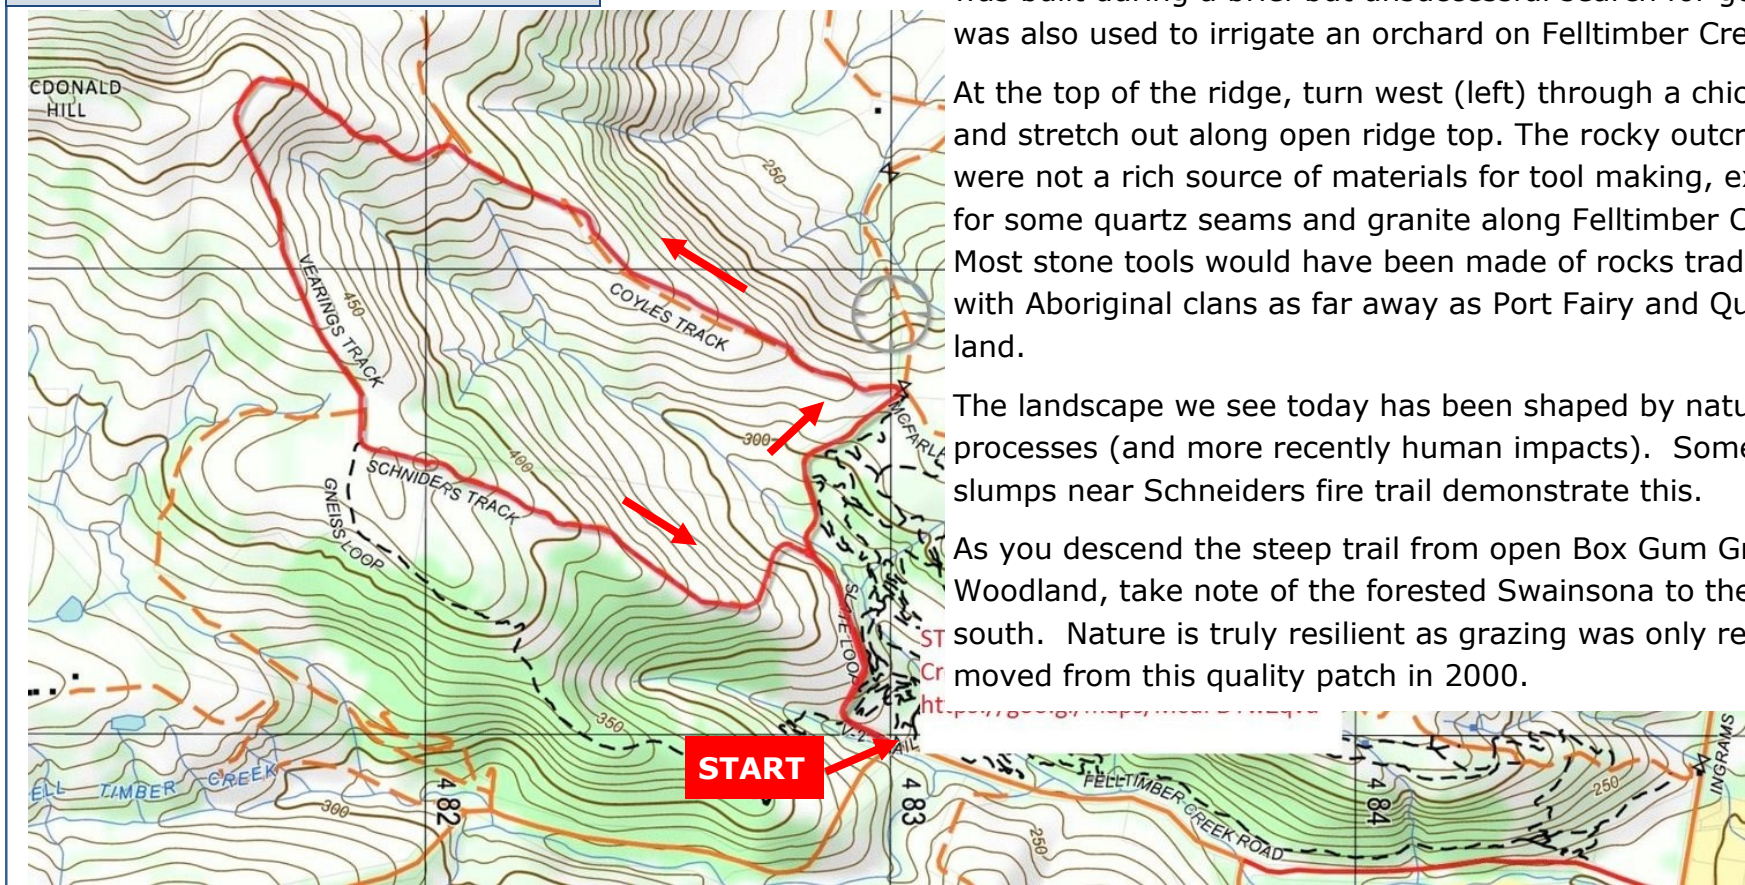 was also used to irrigate an orchard on Felltimber Cre
At the top of the ridge, turn west (left) through a chic
and stretch out along open ridge top. The rocky outcr
were not a rich source of materials for tool making, ex
for some quartz seams and granite along Felltimber C
Most stone tools would have been made of rocks trad
with Aboriginal clans as far away as Port Fairy and Qu
land.
The landscape we see today has been shaped by natu
processes (and more recently human impacts).  Some
slumps near Schneiders fire trail demonstrate this.
As you descend the steep trail from open Box Gum Gr
Woodland, take note of the forested Swainsona to the
south.  Nature is truly resilient as grazing was only re
moved from this quality patch in 2000.
CDONALD
HILL
250
VEARINGS TRACK
450
COYLES TRACK
300
MCFARLA
400
SCHNIDERS TRACK
GNEISS LOOP
LOOP
ST
Cr
350
START
ELL TIMBER CREEK
300
4 82
4 83
4 84
FELLTIMBER CREEK ROAD
250
250
INGRAMS